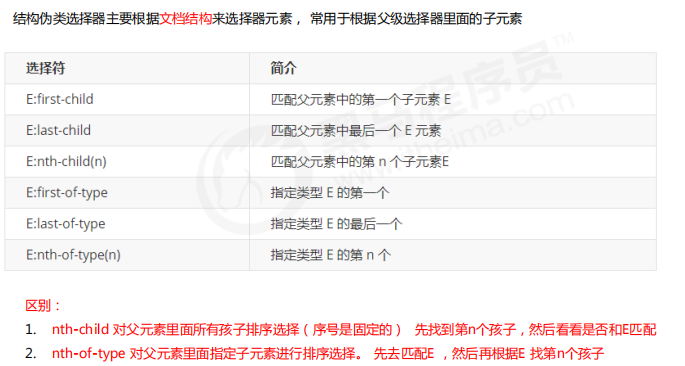 结构伪类选择器主要根据文档结构来选择器元素， 常用于根据父级选择器里面的子元素
选择符 简介
E:first-child 匹配父元素中的第一个子元素 E
E:last-child 匹配父元素中最后一个 E 元素
E:nth-child(n) 匹配父元素中的第 n 个子元素E
E:first-of-type 指定类型 E 的第一个
E:last-of-type 指定类型 E 的最后一个
E:nth-of-type(n) 指定类型 E 的第 n 个
区别：
1. nth-child 对父元素里面所有孩子排序选择（序号是固定的） 先找到第n个孩子，然后看看是否和E匹配
2. nth-of-type 对父元素里面指定子元素进行排序选择。 先去匹配E ，然后再根据E 找第n个孩子